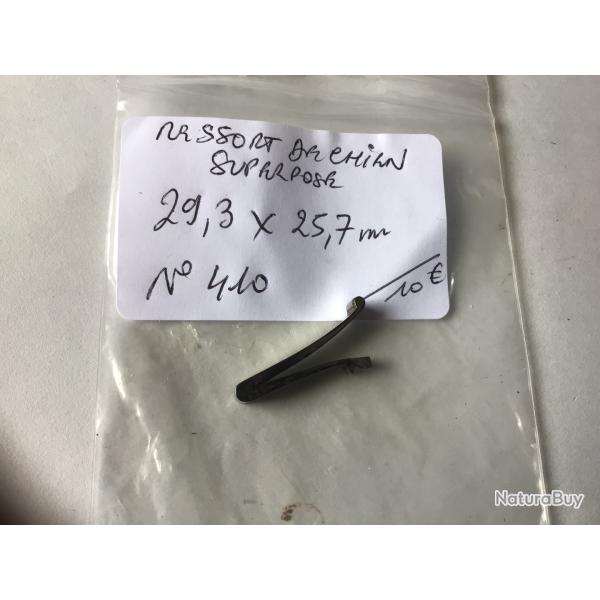 RESSORT DE CHIEN
SUPERPOSE
29,3 x 25,7 mm
N° 410
10 €
NaturaBuy